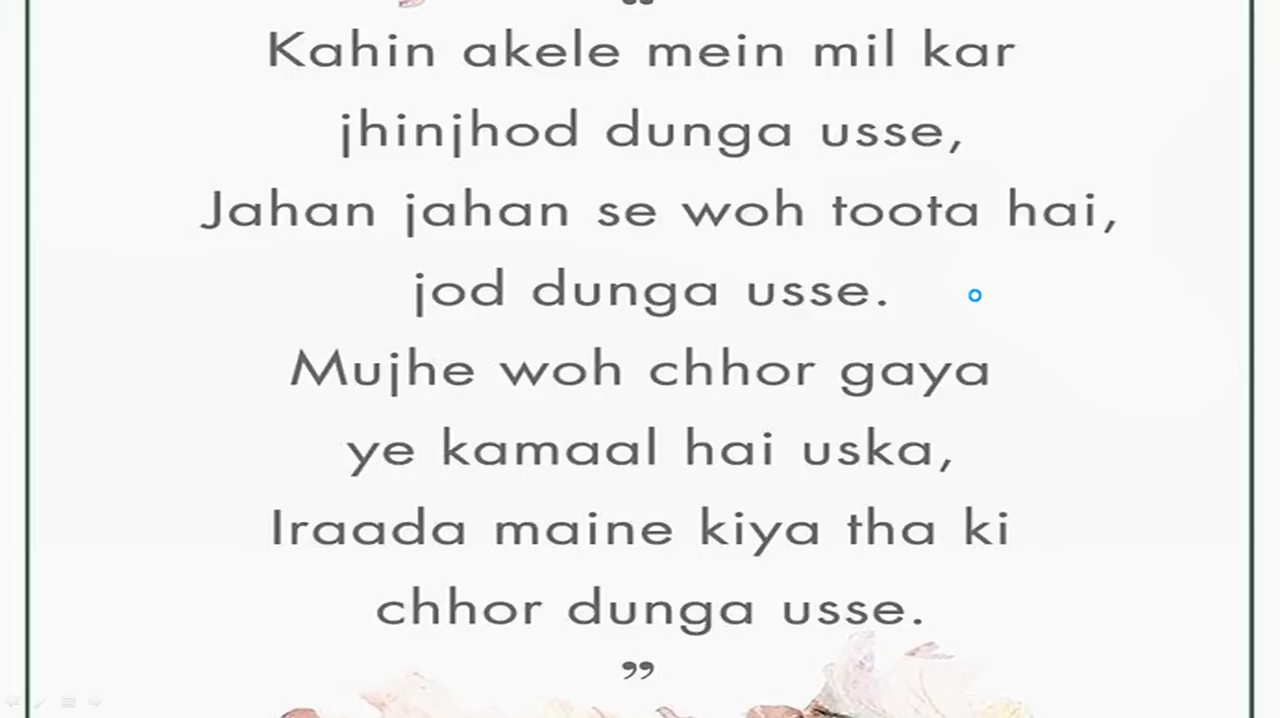 “
Kahin akele mein mil kar
jhinjhod dunga usse,
Jahan jahan se woh toota hai,
jod dunga usse.
Mujhe woh chhor gaya
ye kamaal hai uska,
Iraada maine kiya tha ki
chhor dunga usse.
”